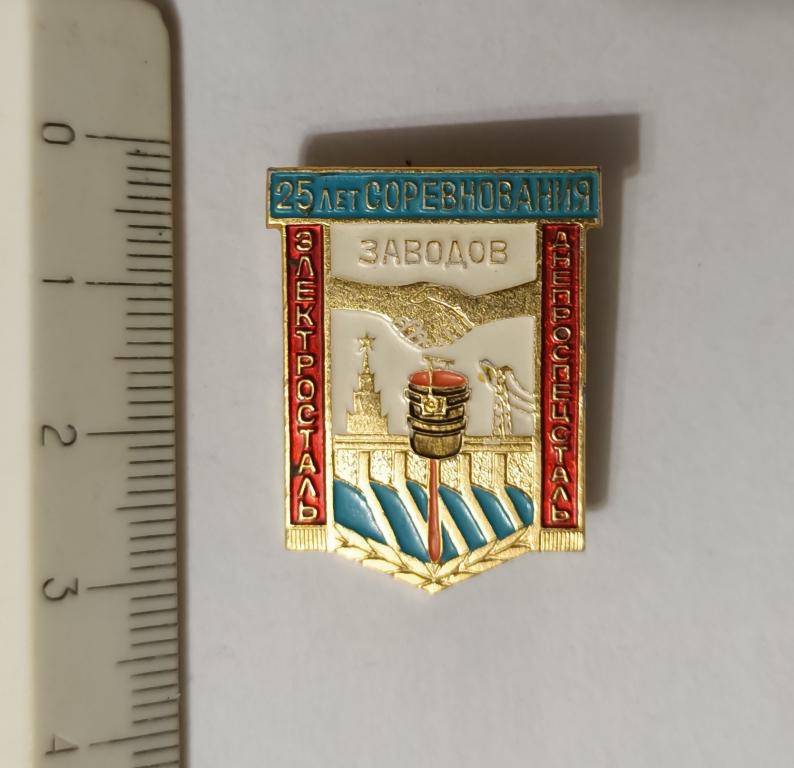 25 ЛЕТ СОРЕВНОВАНИЯ
ЗАВОДОВ
ЭЛЕКТРОСТАЛЬ
ДНЕПРОСПЕЦСТАЛЬ
0
1
2
3
4